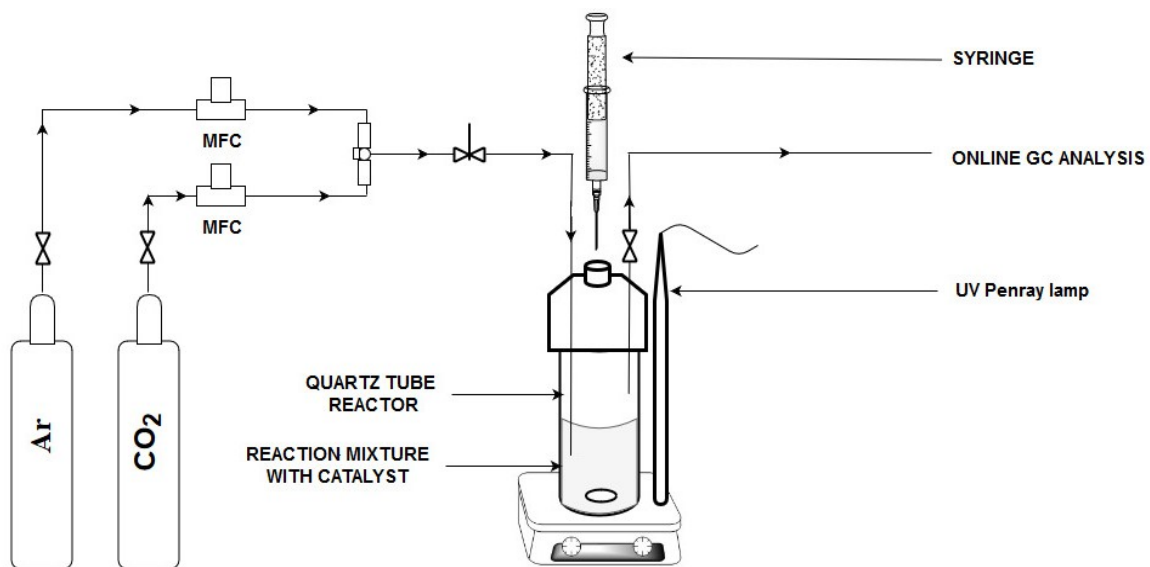 SYRINGE
MFC
ONLINE GC ANALYSIS
MFC
UV Penray lamp
QUARTZ TUBE
REACTOR
Ar
CO₂
REACTION MIXTURE
WITH CATALYST